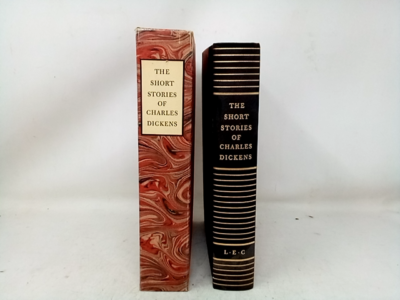 THE
SHORT
STORIES
OF
CHARLES
DICKENS
THE
SHORT
STORIES
OF
CHARLES
DICKENS
L · E · C